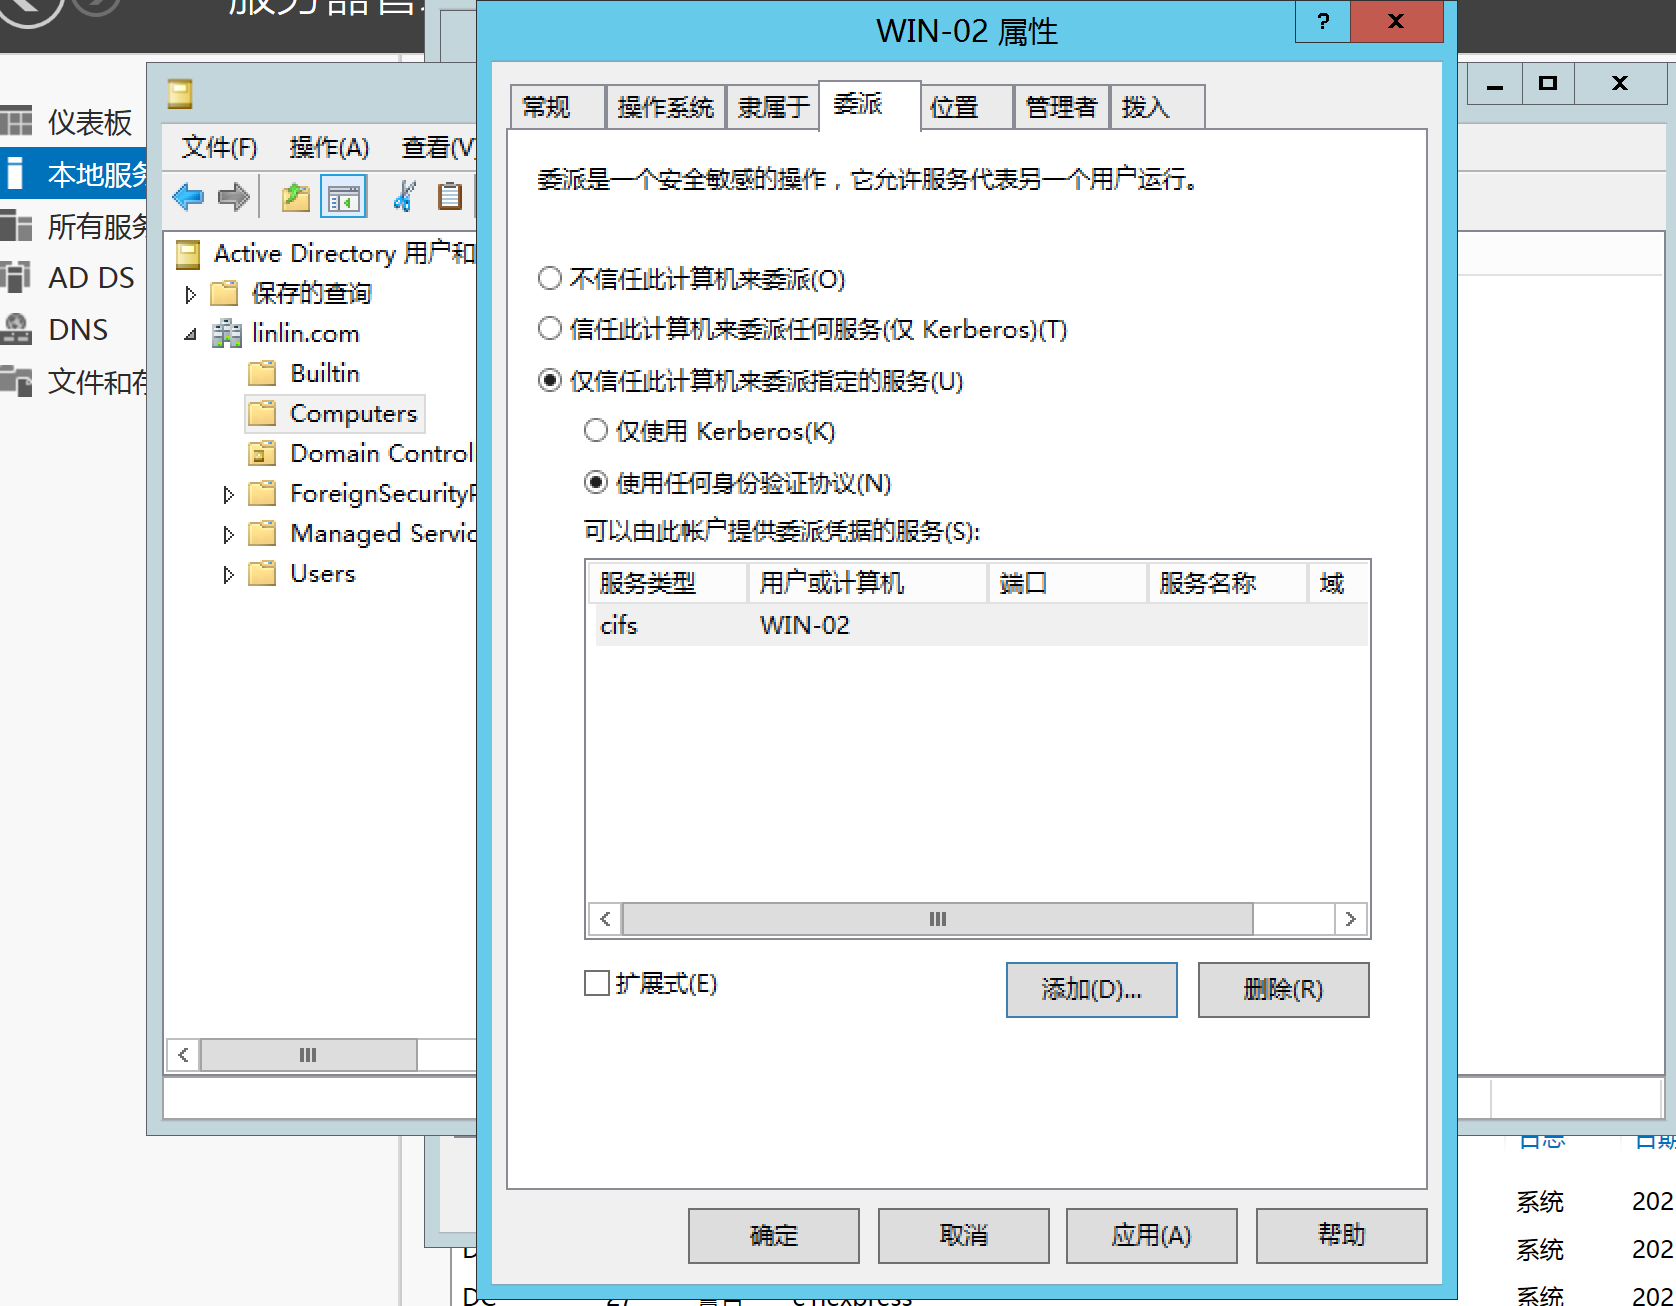 WIN-02 属性
?
x
仪表板
本地服务
所有服务
AD DS
DNS
文件和存
文件(F) 操作(A) 查看(V)
Active Directory 用户和
保存的查询
linlin.com
Builtin
Computers
Domain Control
ForeignSecurityP
Managed Servic
Users
常规 操作系统 隶属于 委派 位置 管理者 拨入
委派是一个安全敏感的操作，它允许服务代表另一个用户运行。
不信任此计算机来委派(O)
信任此计算机来委派任何服务(仅 Kerberos)(T)
仅信任此计算机来委派指定的服务(U)
仅使用 Kerberos(K)
使用任何身份验证协议(N)
可以由此帐户提供委派凭据的服务(S):
服务类型 用户或计算机 端口 服务名称 域
cifs WIN-02
扩展式(E)
添加(D)...
删除(R)
确定 取消 应用(A) 帮助
日志 日期
系统 202
系统 202
系统 202